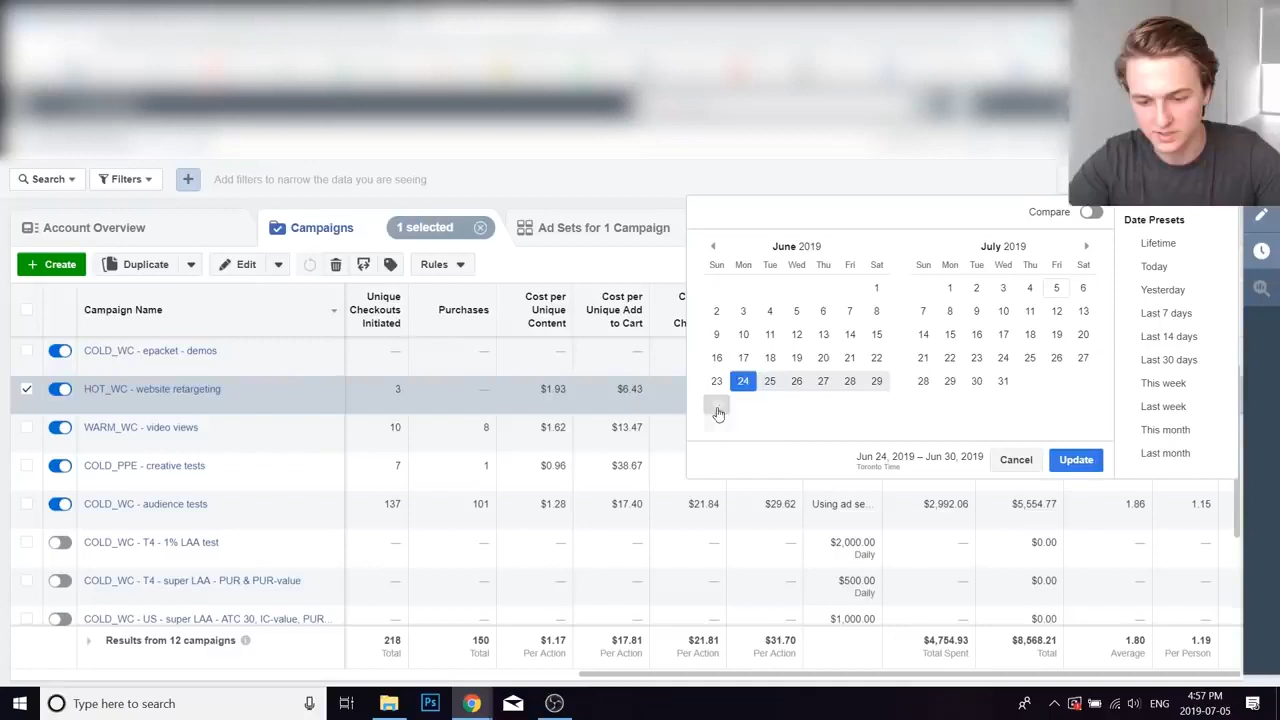 Search
Filters
+
Add filters to narrow the data you are seeing
Account Overview
Campaigns
1 selected
Ad Sets for 1 Campaign
+ Create
Duplicate
Edit
Rules
Campaign Name
Unique Checkouts Initiated
Purchases
Cost per Unique Content
Cost per Unique Add to Cart
COLD_WC - epacket - demos
— — — —
HOT_WC - website retargeting
3 — $1.93 $6.43
WARM_WC - video views
10 8 $1.62 $13.47
COLD_PPE - creative tests
7 1 $0.96 $38.67
COLD_WC - audience tests
137 101 $1.28 $17.40 $21.84 $29.62 Using ad se... $2,992.06 $5,554.77 1.86 1.15
COLD_WC - T4 - 1% LAA test
— — — — — — $2,000.00 — $0.00 — —
Daily
COLD_WC - T4 - super LAA - PUR & PUR-value
— — — — — — $500.00 — $0.00 — —
Daily
COLD_WC - US - super LAA - ATC 30, IC-value, PUR...
— — — — — — $1,000.00 — $0.00 — —
Results from 12 campaigns
218 150 $1.17 $17.81 $21.81 $31.70 $4,754.93 $8,568.21 1.80 1.19
Total Total Per Action Per Action Per Action Per Action Total Spent Total Average Per Person
Compare
June 2019
Sun Mon Tue Wed Thu Fri Sat
1
2 3 4 5 6 7 8
9 10 11 12 13 14 15
16 17 18 19 20 21 22
23 24 25 26 27 28 29
July 2019
Sun Mon Tue Wed Thu Fri Sat
1 2 3 4 5 6
7 8 9 10 11 12 13
14 15 16 17 18 19 20
21 22 23 24 25 26 27
28 29 30 31
Jun 24, 2019 – Jun 30, 2019
Toronto Time
Cancel
Update
Date Presets
Lifetime
Today
Yesterday
Last 7 days
Last 14 days
Last 30 days
This week
Last week
This month
Last month
Type here to search
Ps
ENG
4:57 PM
2019-07-05